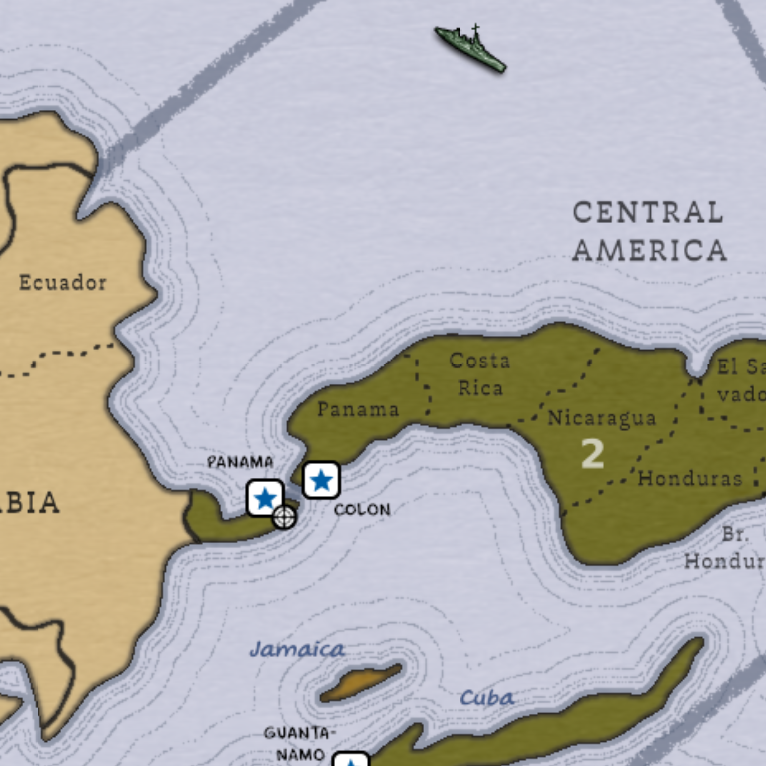 CENTRAL
AMERICA
Ecuador
Costa
Rica
El Sa
vado
Panama
Nicaragua
2
PANAMA
Honduras
ABIA
COLON
Br.
Hondur
Jamaica
Cuba
GUANTA-
NAMO